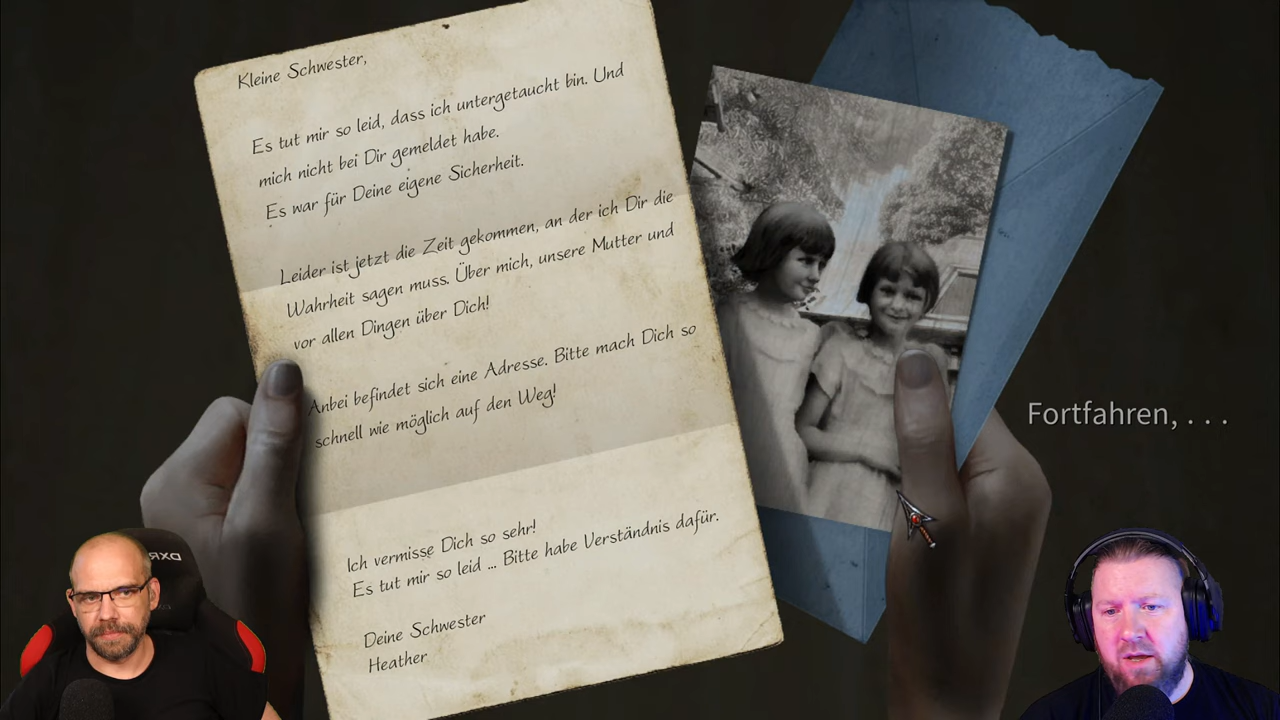 Kleine Schwester,
Es tut mir so leid, dass ich untergetaucht bin. Und
mich nicht bei Dir gemeldet habe.
Es war für Deine eigene Sicherheit.
Leider ist jetzt die Zeit gekommen, an der ich Dir die
Wahrheit sagen muss. Über mich, unsere Mutter und
vor allen Dingen über Dich!
Anbei befindet sich eine Adresse. Bitte mach Dich so
schnell wie möglich auf den Weg!
Ich vermisse Dich so sehr!
Es tut mir so leid ... Bitte habe Verständnis dafür.
Deine Schwester
Heather
Fortfahren, . . .